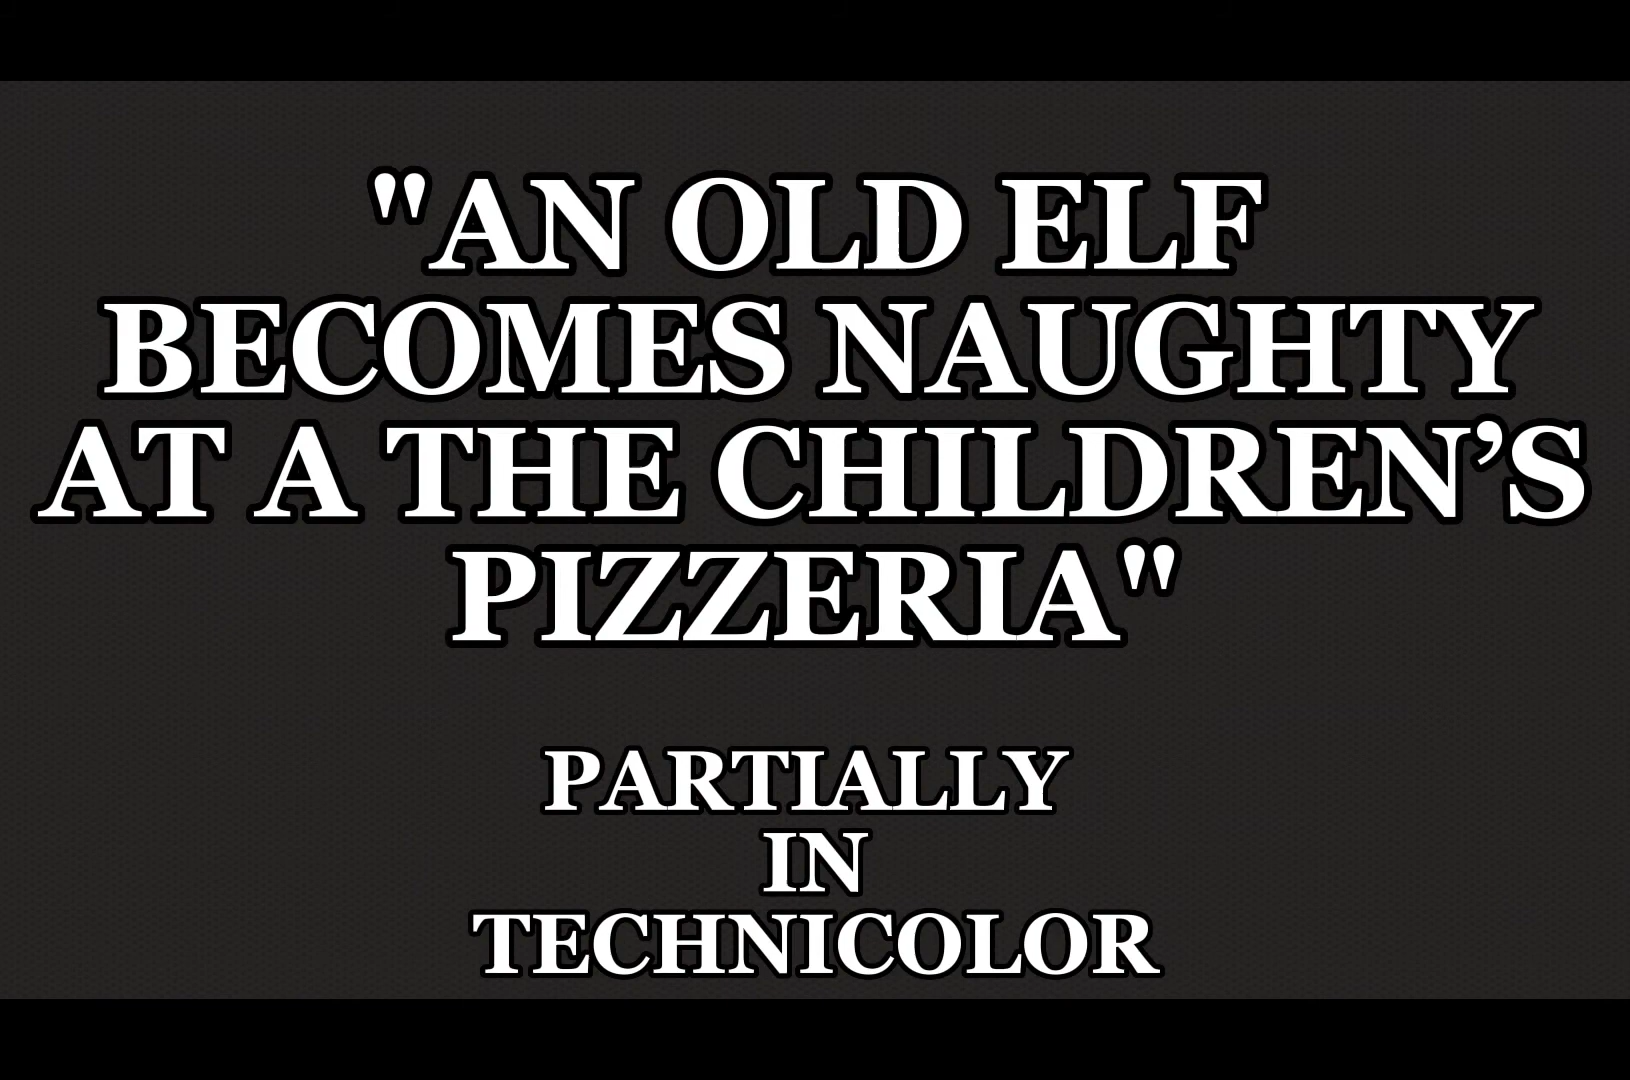 "AN OLD ELF
BECOMES NAUGHTY
AT A THE CHILDREN’S
PIZZERIA"
PARTIALLY
IN
TECHNICOLOR